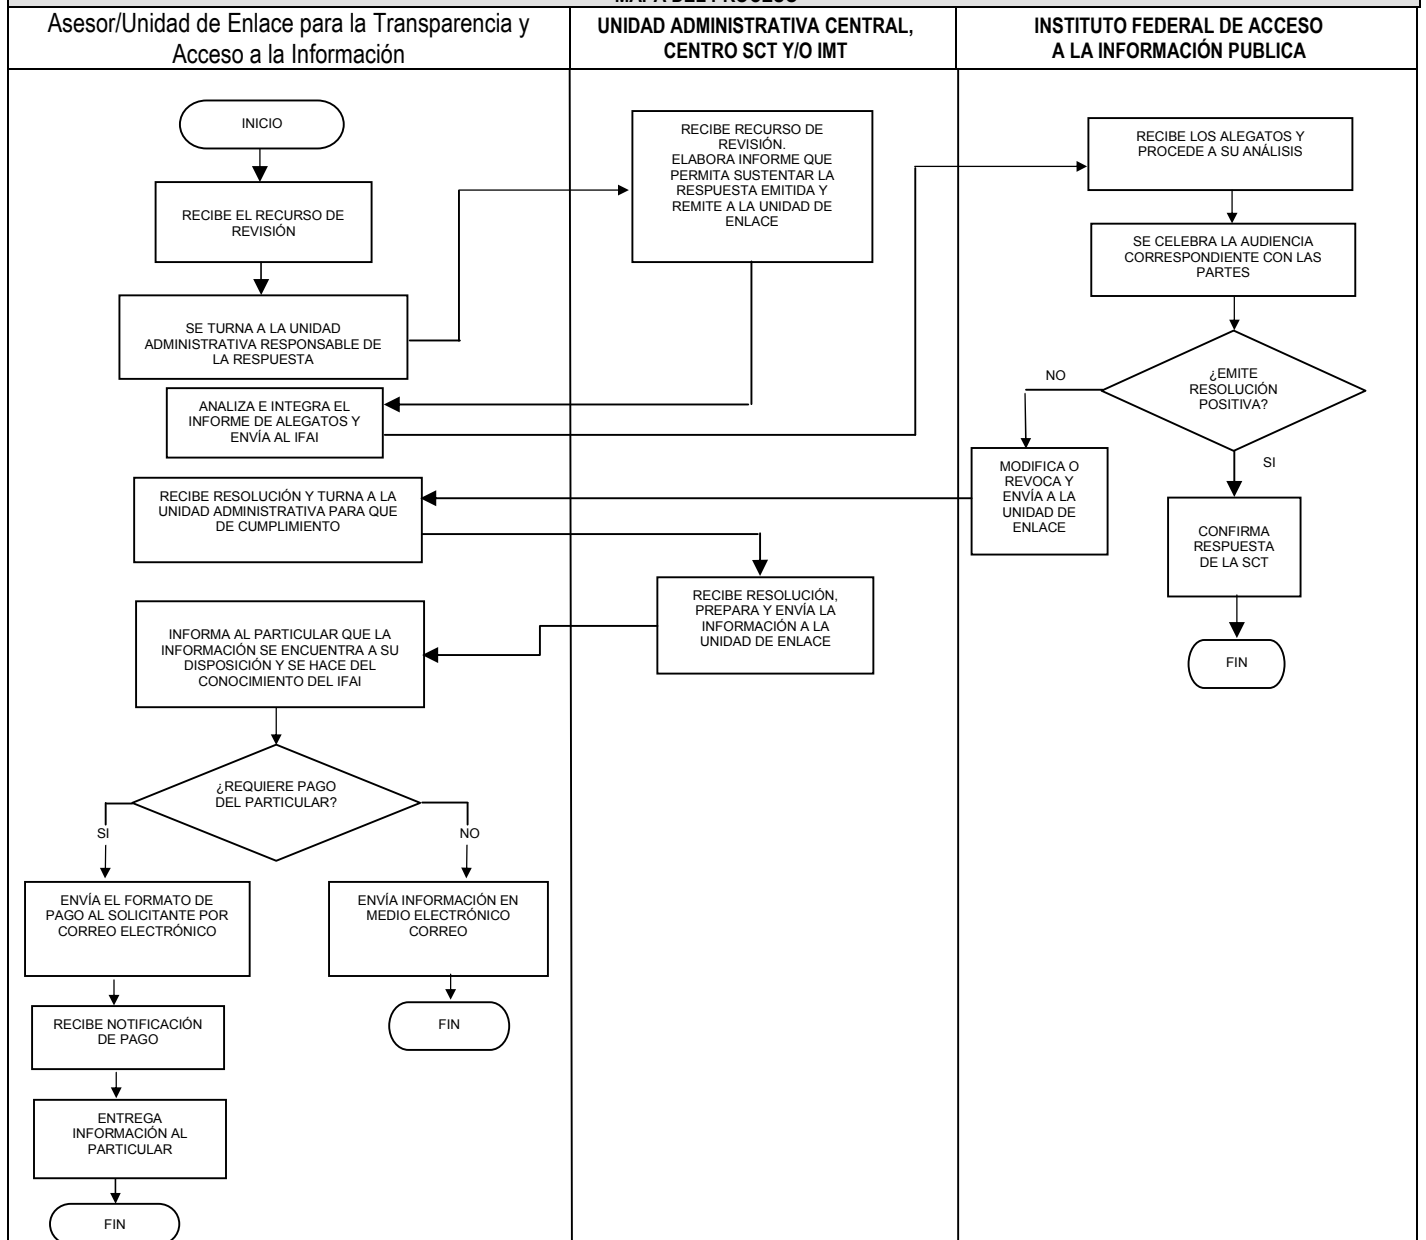 MAPA DEL PROCESO
Asesor/Unidad de Enlace para la Transparencia y
Acceso a la Información
UNIDAD ADMINISTRATIVA CENTRAL,
CENTRO SCT Y/O IMT
INSTITUTO FEDERAL DE ACCESO
A LA INFORMACIÓN PUBLICA
INICIO
RECIBE EL RECURSO DE
REVISIÓN
SE TURNA A LA UNIDAD
ADMINISTRATIVA RESPONSABLE DE
LA RESPUESTA
RECIBE RECURSO DE
REVISIÓN.
ELABORA INFORME QUE
PERMITA SUSTENTAR LA
RESPUESTA EMITIDA Y
REMITE A LA UNIDAD DE
ENLACE
ANALIZA E INTEGRA EL
INFORME DE ALEGATOS Y
ENVÍA AL IFAI
RECIBE LOS ALEGATOS Y
PROCEDE A SU ANÁLISIS
SE CELEBRA LA AUDIENCIA
CORRESPONDIENTE CON LAS
PARTES
¿EMITE
RESOLUCIÓN
POSITIVA?
NO
SI
MODIFICA O
REVOCA Y
ENVÍA A LA
UNIDAD DE
ENLACE
CONFIRMA
RESPUESTA
DE LA SCT
FIN
RECIBE RESOLUCIÓN Y TURNA A LA
UNIDAD ADMINISTRATIVA PARA QUE
DE CUMPLIMIENTO
RECIBE RESOLUCIÓN,
PREPARA Y ENVÍA LA
INFORMACIÓN A LA
UNIDAD DE ENLACE
INFORMA AL PARTICULAR QUE LA
INFORMACIÓN SE ENCUENTRA A SU
DISPOSICIÓN Y SE HACE DEL
CONOCIMIENTO DEL IFAI
¿REQUIERE PAGO
DEL PARTICULAR?
SI
NO
ENVÍA EL FORMATO DE
PAGO AL SOLICITANTE POR
CORREO ELECTRÓNICO
ENVÍA INFORMACIÓN EN
MEDIO ELECTRÓNICO
CORREO
RECIBE NOTIFICACIÓN
DE PAGO
FIN
ENTREGA
INFORMACIÓN AL
PARTICULAR
FIN